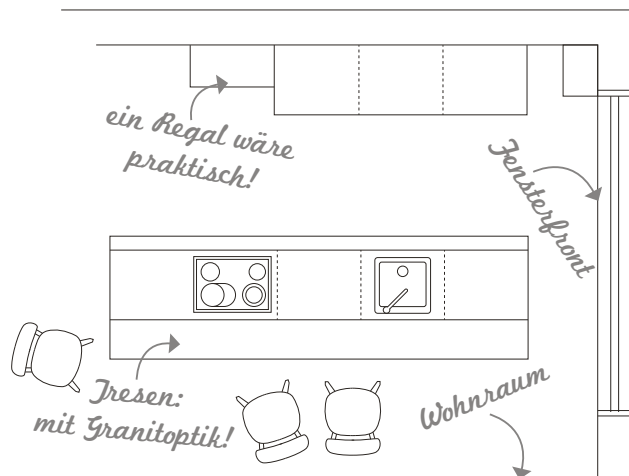 ein Regal wäre
praktisch!
Fensterfront
Tresen:
mit Granitoptik!
Wohnraum